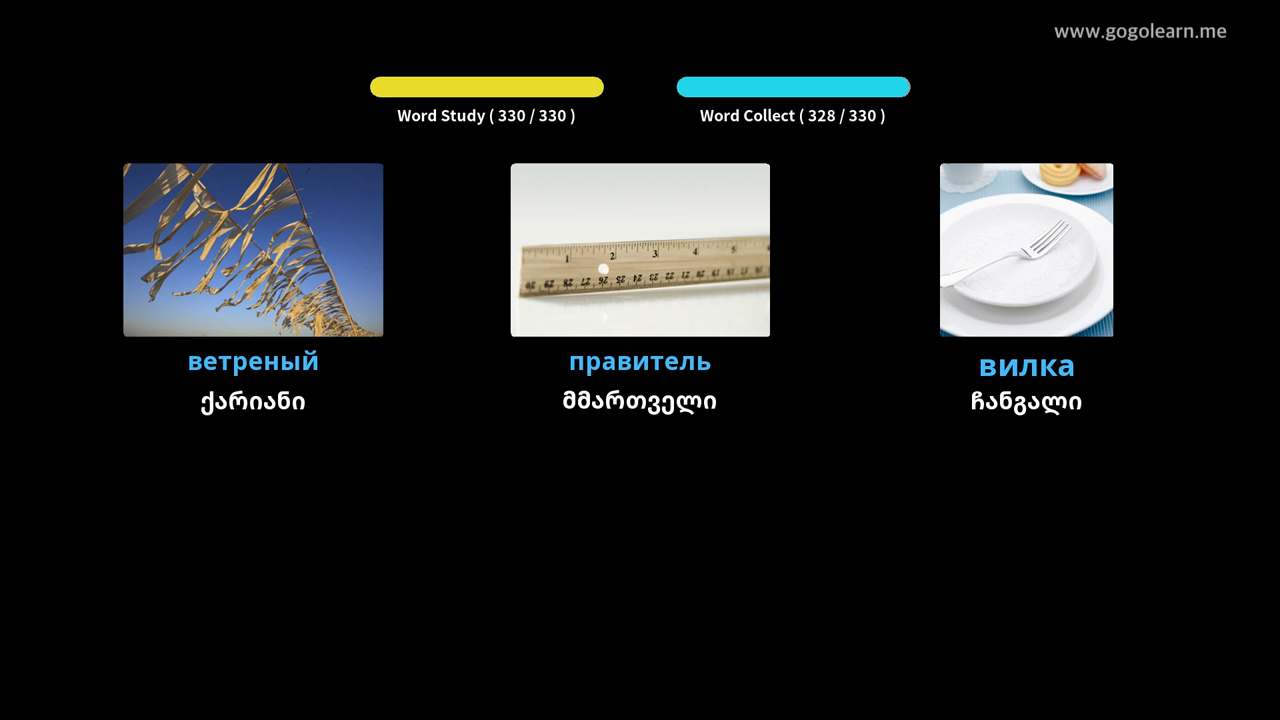 www.gogolearn.me
Word Study ( 330 / 330 )
Word Collect ( 328 / 330 )
ветреный
правитель
вилка
ქარიანი
მმართველი
ჩანგალი